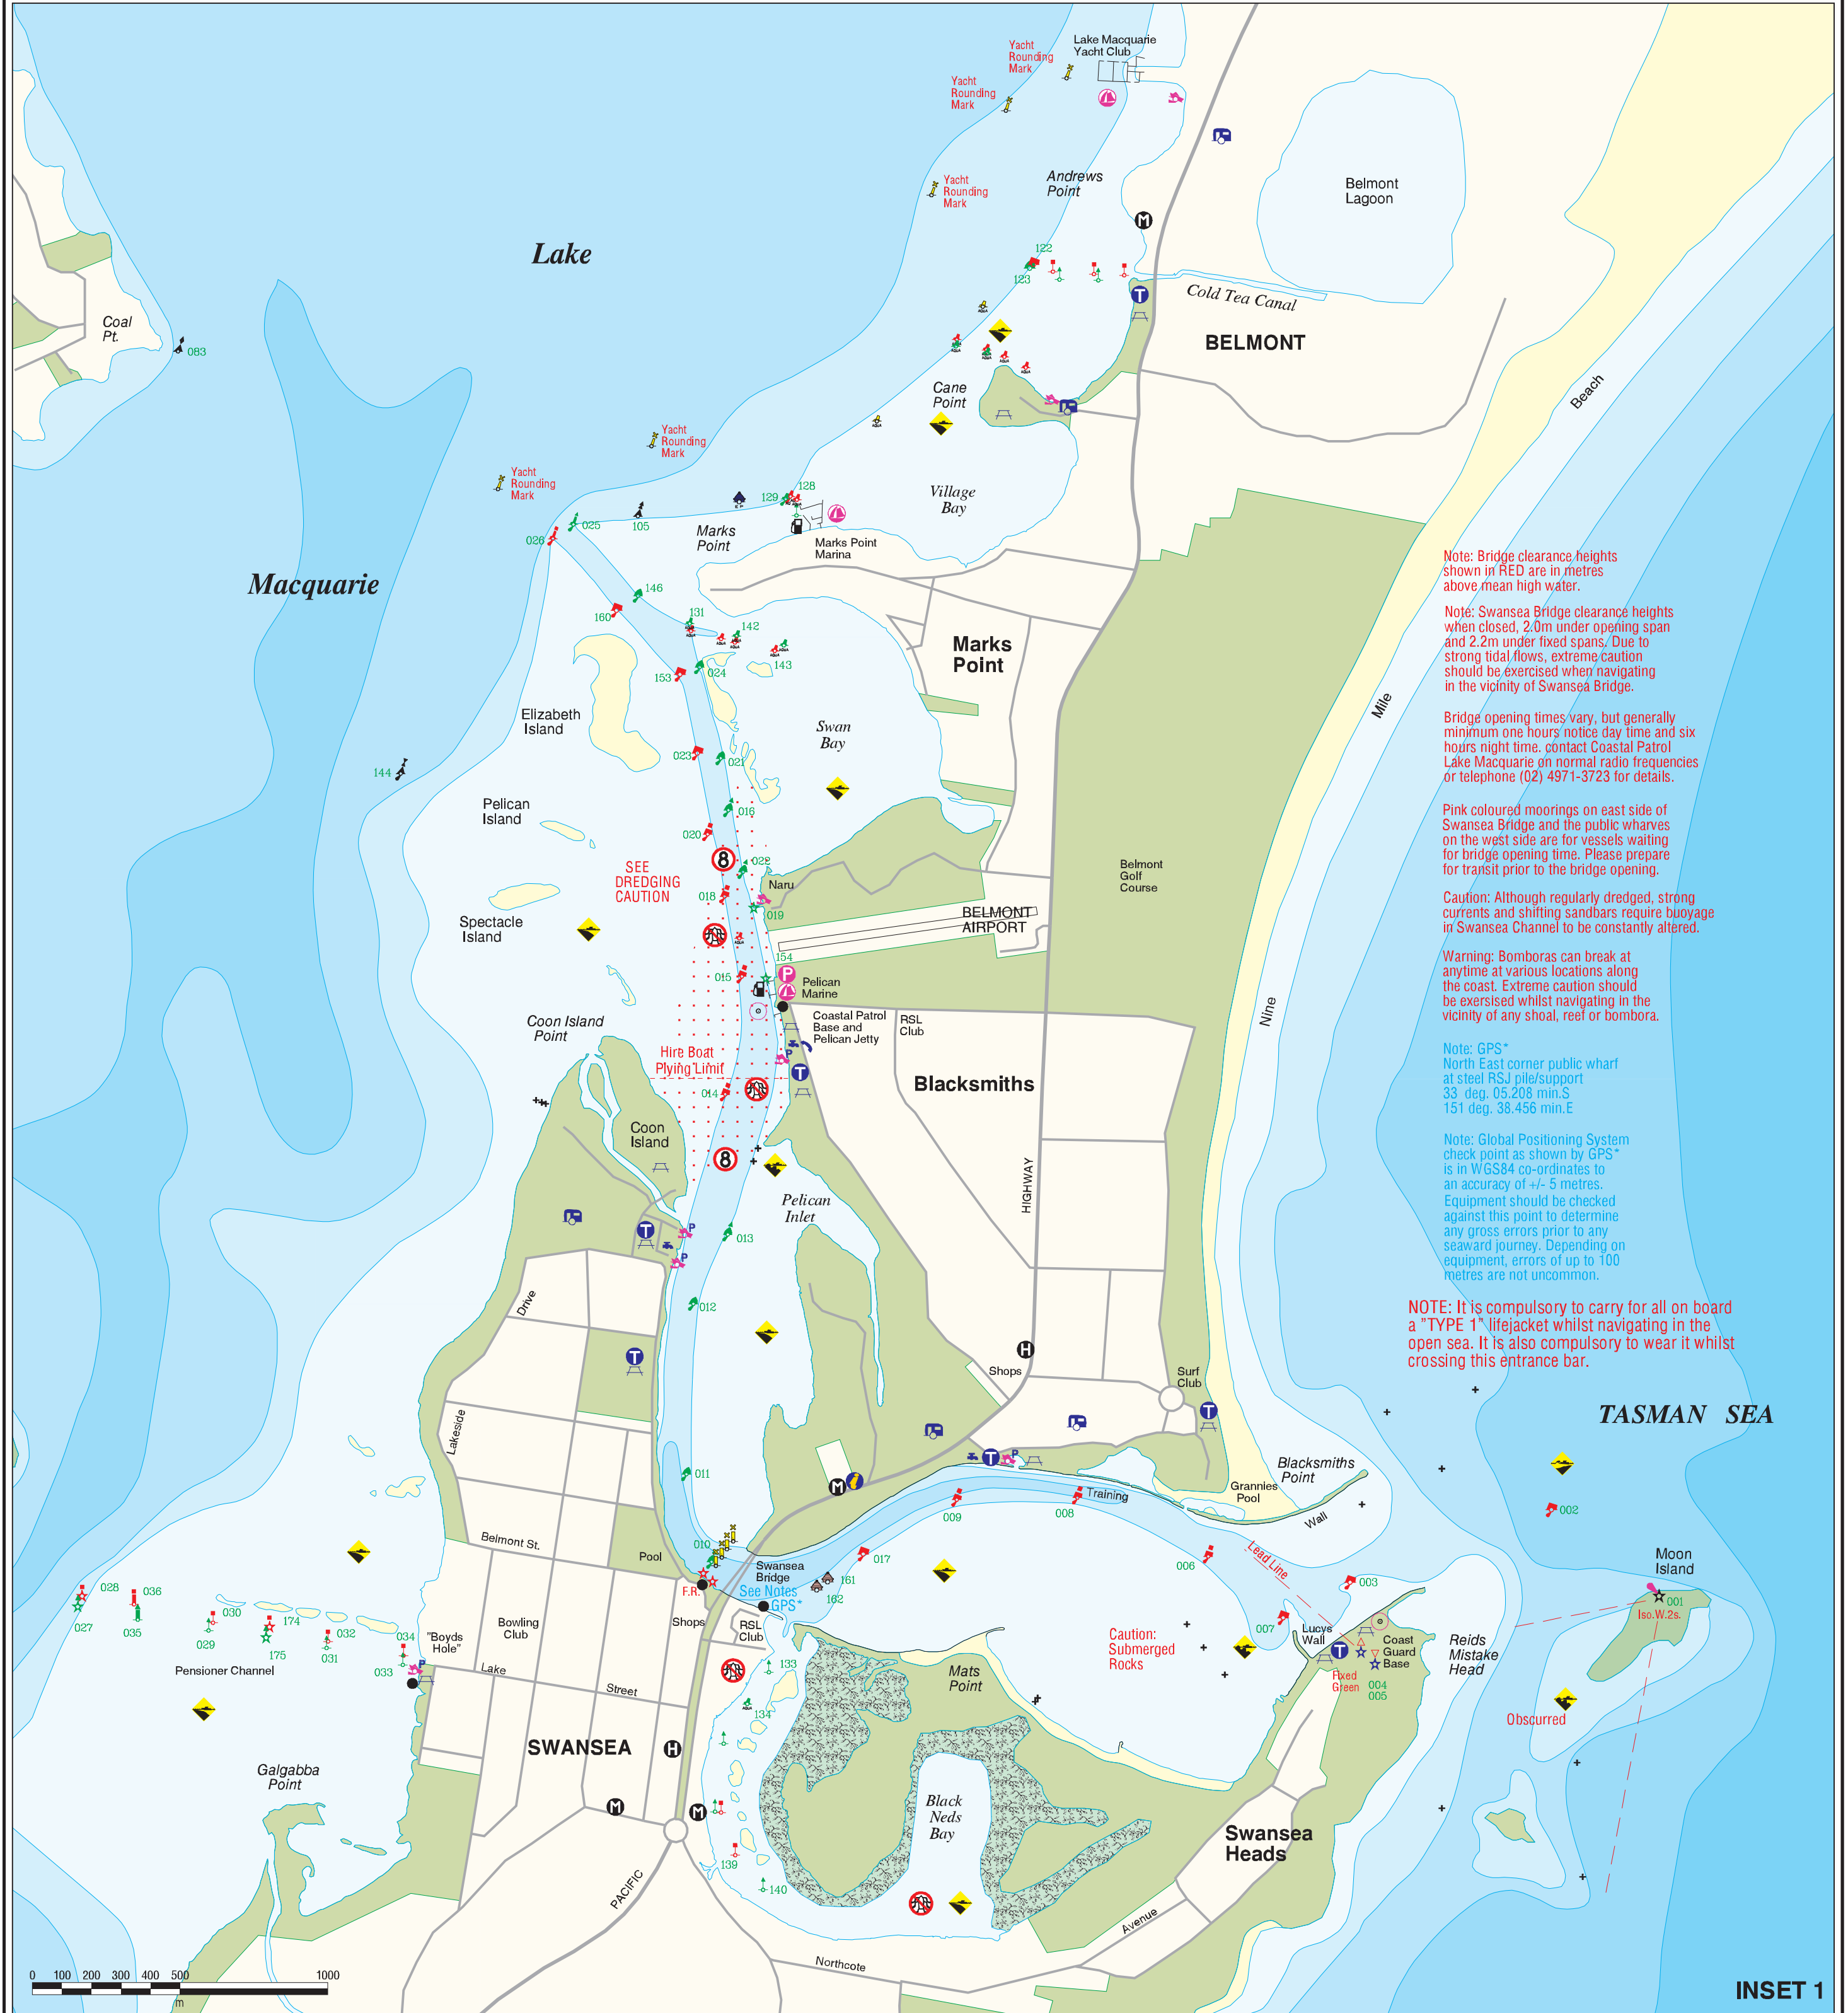 Lake Macquarie
Yacht Club
Yacht
Rounding
Mark
Yacht
Rounding
Mark
Yacht
Rounding
Mark
Andrews
Point
Belmont
Lagoon
Lake
122
123
Cold Tea Canal
BELMONT
Coal
Pt.
083
Cane
Point
Beach
Yacht
Rounding
Mark
Yacht
Rounding
Mark
Village
Bay
128
129
105
025
026
Marks
Point
Marks Point
Marina
Macquarie
146
160
131
142
143
Marks
Point
153
024
Elizabeth
Island
Swan
Bay
Mile
023
021
144
Pelican
Island
016
020
8
022
SEE
DREDGING
CAUTION
Naru
018
019
Belmont
Golf
Course
BELMONT
AIRPORT
Spectacle
Island
154
015
P
Pelican
Marine
Nine
Coon Island
Point
Coastal Patrol
Base and
Pelican Jetty
RSL
Club
Hire Boat
Plying Limit
P
T
014
Blacksmiths
Coon
Island
8
HIGHWAY
Pelican
Inlet
P
T
013
P
012
Drive
T
H
Shops
Surf
Club
T
Lakeside
011
M
T
P
Blacksmiths
Point
Grannies
Pool
Training
Wall
009
008
Belmont St.
Pool
010
F.R.
Swansea
Bridge
See Notes
GPS*
017
161
162
006
Lead Line
003
007
Lucys
Wall
T
Coast
Guard
Base
Fixed
Green
004
005
Reids
Mistake
Head
002
Moon
Island
001
Iso.W.2s.
Obscurred
TASMAN SEA
Caution:
Submerged
Rocks
028
036
027
035
030
029
174
175
032
031
034
033
Pensioner Channel
"Boyds
Hole"
P
Bowling
Club
Shops
RSL
Club
Lake
Street
133
134
Mats
Point
SWANSEA
H
M
M
Galgabba
Point
Black
Neds
Bay
139
140
PACIFIC
Swansea
Heads
Avenue
Northcote
Note: Bridge clearance heights
shown in RED are in metres
above mean high water.
Note: Swansea Bridge clearance heights
when closed, 2.0m under opening span
and 2.2m under fixed spans. Due to
strong tidal flows, extreme caution
should be exercised when navigating
in the vicinity of Swansea Bridge.
Bridge opening times vary, but generally
minimum one hours notice day time and six
hours night time. contact Coastal Patrol
Lake Macquarie on normal radio frequencies
or telephone (02) 4971-3723 for details.
Pink coloured moorings on east side of
Swansea Bridge and the public wharves
on the west side are for vessels waiting
for bridge opening time. Please prepare
for transit prior to the bridge opening.
Caution: Although regularly dredged, strong
currents and shifting sandbars require buoyage
in Swansea Channel to be constantly altered.
Warning: Bomboras can break at
anytime at various locations along
the coast. Extreme caution should
be exersised whilst navigating in the
vicinity of any shoal, reef or bombora.
Note: GPS*
North East corner public wharf
at steel RSJ pile/support
33 deg. 05.208 min.S
151 deg. 38.456 min.E
Note: Global Positioning System
check point as shown by GPS*
is in WGS84 co-ordinates to
an accuracy of +/- 5 metres.
Equipment should be checked
against this point to determine
any gross errors prior to any
seaward journey. Depending on
equipment, errors of up to 100
metres are not uncommon.
NOTE: It is compulsory to carry for all on board
a "TYPE 1" lifejacket whilst navigating in the
open sea. It is also compulsory to wear it whilst
crossing this entrance bar.
0 100 200 300 400 500 1000
m
INSET 1